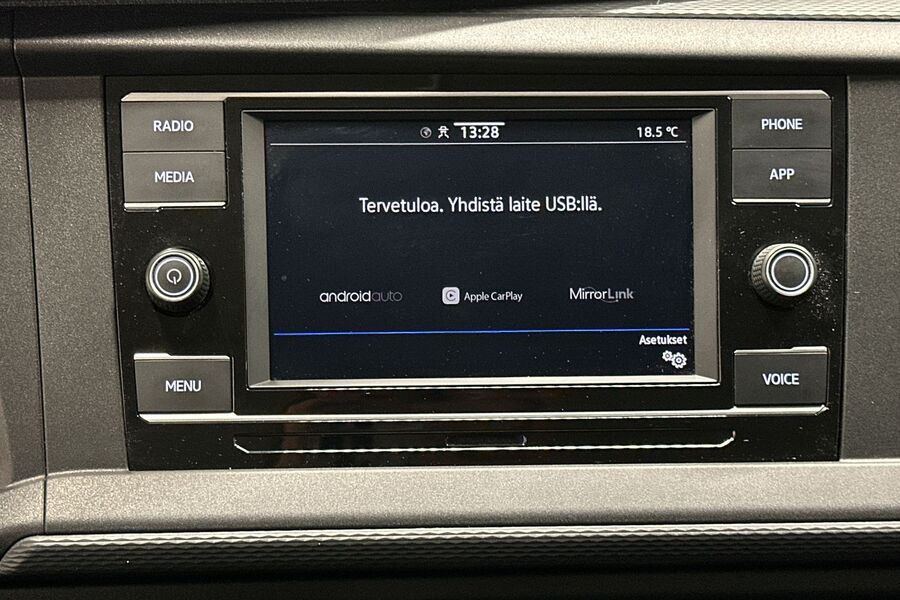 RADIO
MEDIA
MENU
13:28
18.5 °C
Tervetuloa. Yhdistä laite USB:llä.
androidauto
Apple CarPlay
MirrorLink
Asetukset
PHONE
APP
VOICE